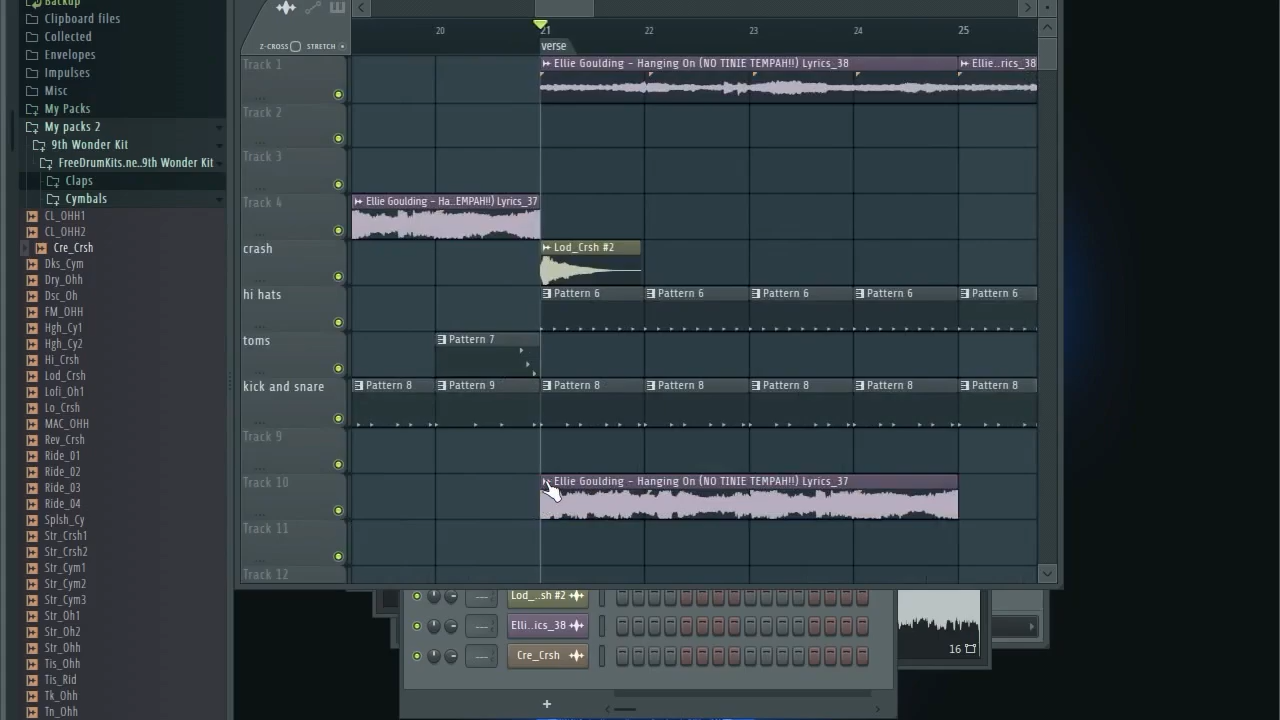 Backup
Clipboard files
Collected
Envelopes
Impulses
Misc
My Packs
My packs 2
9th Wonder Kit
FreeDrumKits.ne..9th Wonder Kit
Claps
Cymbals
CL_OHH1
CL_OHH2
Cre_Crsh
Dks_Cym
Dry_Ohh
Dsc_Oh
FM_OHH
Hgh_Cy1
Hgh_Cy2
Hi_Crsh
Lod_Crsh
Lofi_Oh1
Lo_Crsh
MAC_OHH
Rev_Crsh
Ride_01
Ride_02
Ride_03
Ride_04
Splsh_Cy
Str_Crsh1
Str_Crsh2
Str_Cym1
Str_Cym2
Str_Cym3
Str_Oh1
Str_Oh2
Str_Ohh
Tis_Ohh
Tis_Rid
Tk_Ohh
Tn_Ohh
Z-CROSS STRETCH
20 21 22 23 24 25
verse
Track 1
Ellie Goulding - Hanging On (NO TINIE TEMPAH!!) Lyrics_38
Ellie..rics_38
Track 2
Track 3
Track 4
Ellie Goulding - Ha..EMPAH!!) Lyrics_37
crash
Lod_Crsh #2
hi hats
Pattern 6 Pattern 6 Pattern 6 Pattern 6 Pattern 6
toms
Pattern 7
kick and snare
Pattern 8 Pattern 9 Pattern 8 Pattern 8 Pattern 8 Pattern 8 Pattern 8
Track 9
Track 10
Ellie Goulding - Hanging On (NO TINIE TEMPAH!!) Lyrics_37
Track 11
Track 12
Lod_..sh #2
Elli..ics_38
Cre_Crsh
16